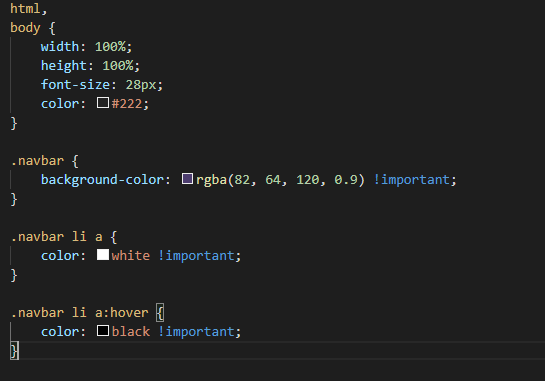 html,
body {
    width: 100%;
    height: 100%;
    font-size: 28px;
    color: #222;
}

.navbar {
    background-color: rgba(82, 64, 120, 0.9) !important;
}

.navbar li a {
    color: white !important;
}

.navbar li a:hover {
    color: black !important;
}